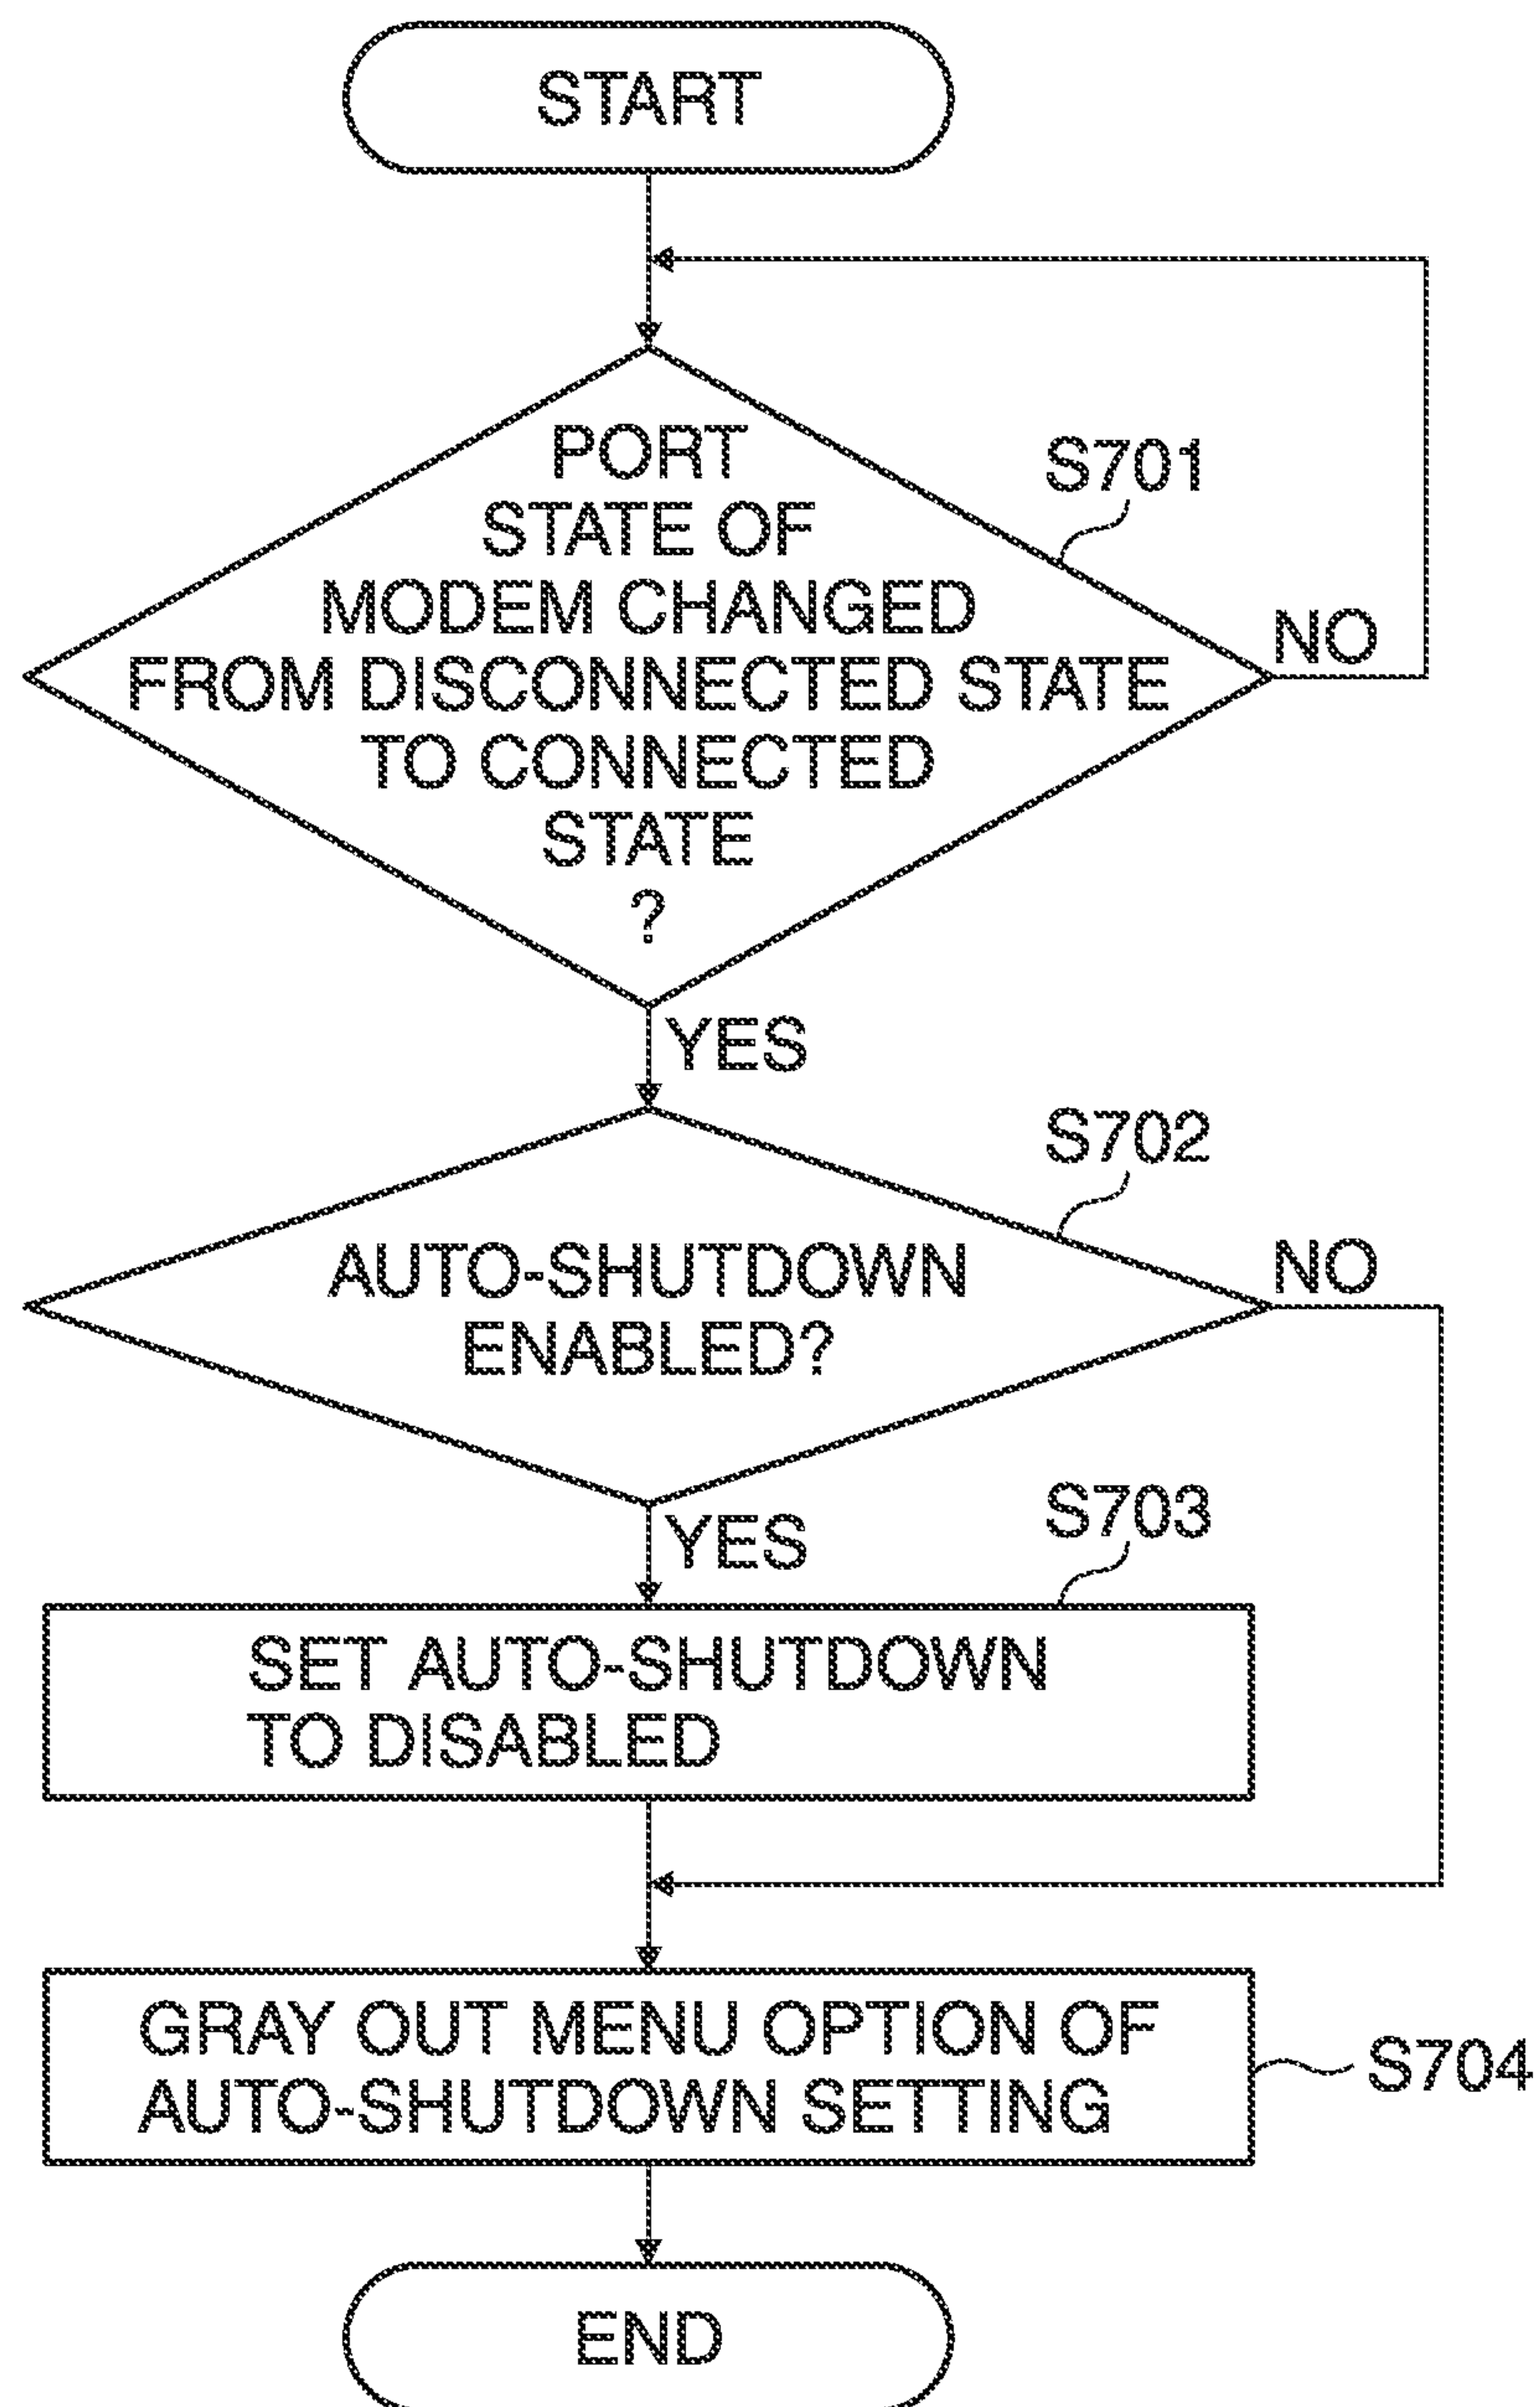 START
PORT
STATE OF
MODEM CHANGED
FROM DISCONNECTED STATE
TO CONNECTED
STATE
?
S701
NO
YES
S702
AUTO-SHUTDOWN
ENABLED?
NO
YES
S703
SET AUTO-SHUTDOWN
TO DISABLED
GRAY OUT MENU OPTION OF
AUTO-SHUTDOWN SETTING
S704
END